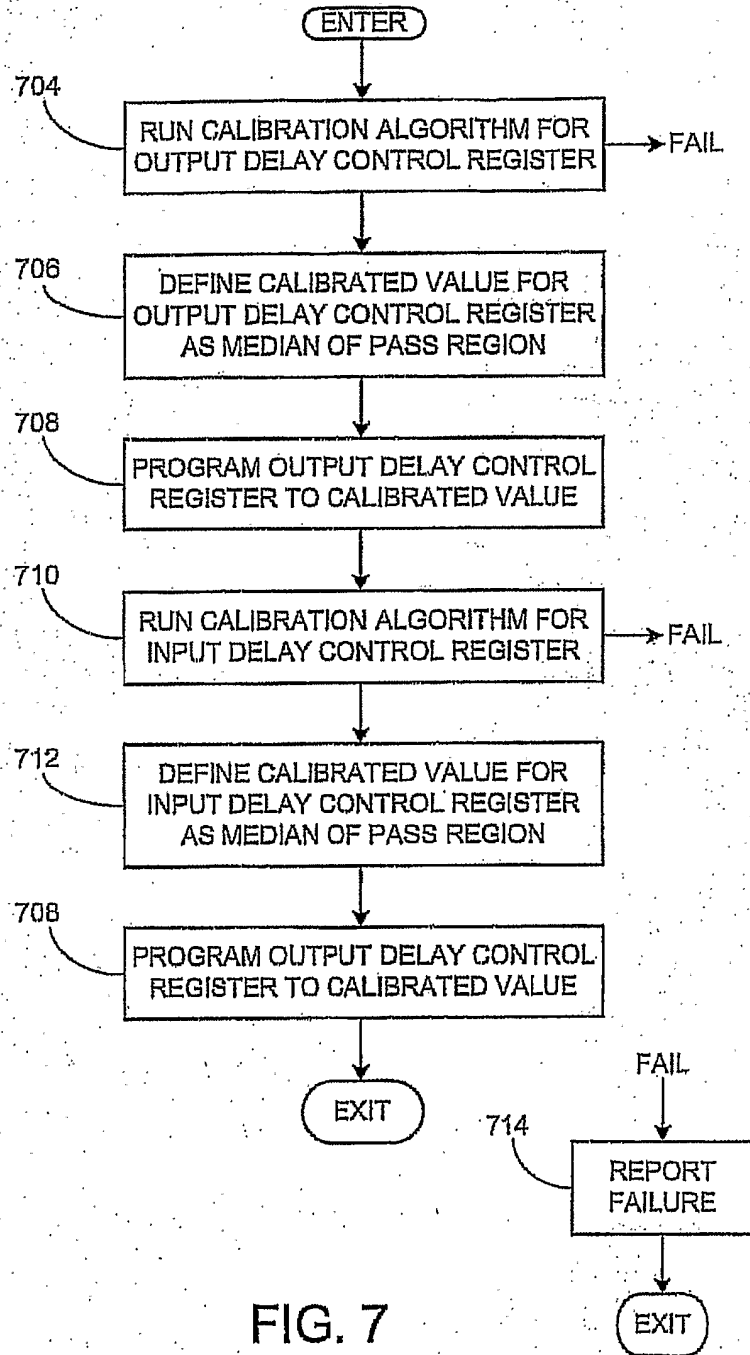 ENTER
704
RUN CALIBRATION ALGORITHM FOR
OUTPUT DELAY CONTROL REGISTER
FAIL
706
DEFINE CALIBRATED VALUE FOR
OUTPUT DELAY CONTROL REGISTER
AS MEDIAN OF PASS REGION
708
PROGRAM OUTPUT DELAY CONTROL
REGISTER TO CALIBRATED VALUE
710
RUN CALIBRATION ALGORITHM FOR
INPUT DELAY CONTROL REGISTER
FAIL
712
DEFINE CALIBRATED VALUE FOR
INPUT DELAY CONTROL REGISTER
AS MEDIAN OF PASS REGION
708
PROGRAM OUTPUT DELAY CONTROL
REGISTER TO CALIBRATED VALUE
EXIT
FAIL
714
REPORT
FAILURE
EXIT
FIG. 7